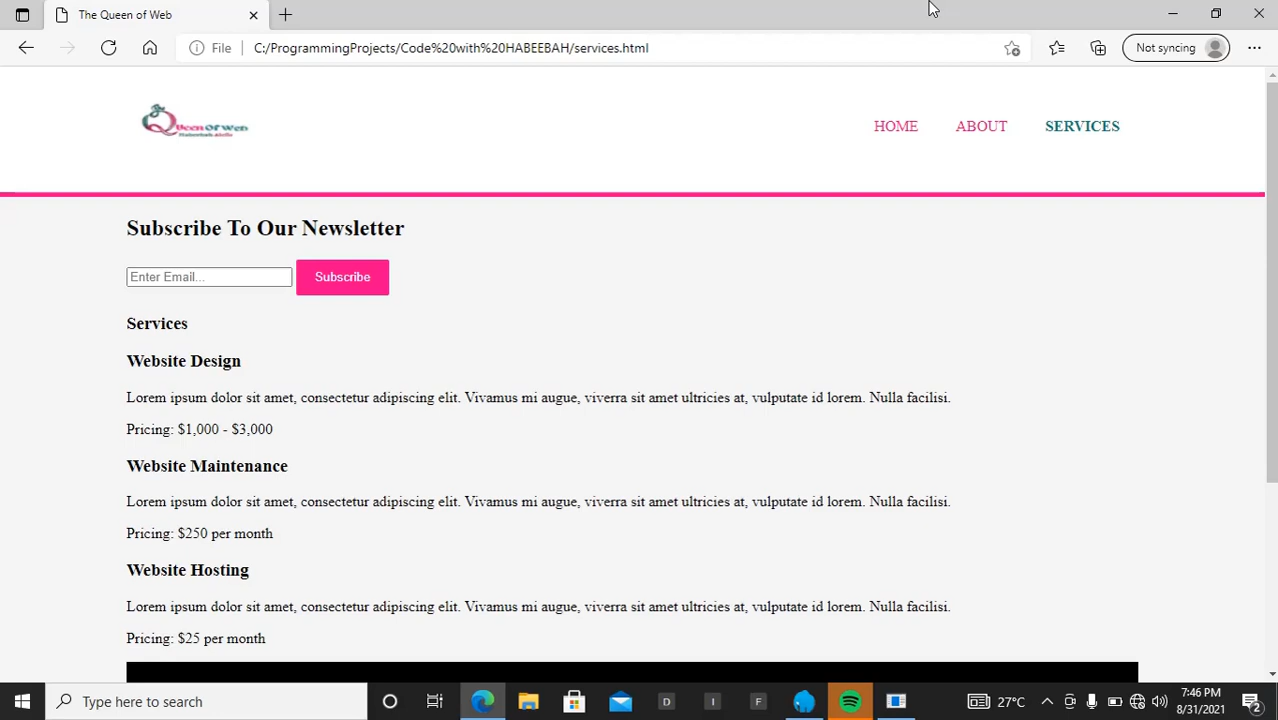 The Queen of Web
File C:/ProgrammingProjects/Code%20with%20HABEEBAH/services.html
Not syncing
HOME ABOUT SERVICES
Subscribe To Our Newsletter
Enter Email... Subscribe
Services
Website Design
Lorem ipsum dolor sit amet, consectetur adipiscing elit. Vivamus mi augue, viverra sit amet ultricies at, vulputate id lorem. Nulla facilisi.
Pricing: $1,000 - $3,000
Website Maintenance
Lorem ipsum dolor sit amet, consectetur adipiscing elit. Vivamus mi augue, viverra sit amet ultricies at, vulputate id lorem. Nulla facilisi.
Pricing: $250 per month
Website Hosting
Lorem ipsum dolor sit amet, consectetur adipiscing elit. Vivamus mi augue, viverra sit amet ultricies at, vulputate id lorem. Nulla facilisi.
Pricing: $25 per month
Type here to search
D I F
27°C
7:46 PM
8/31/2021
2